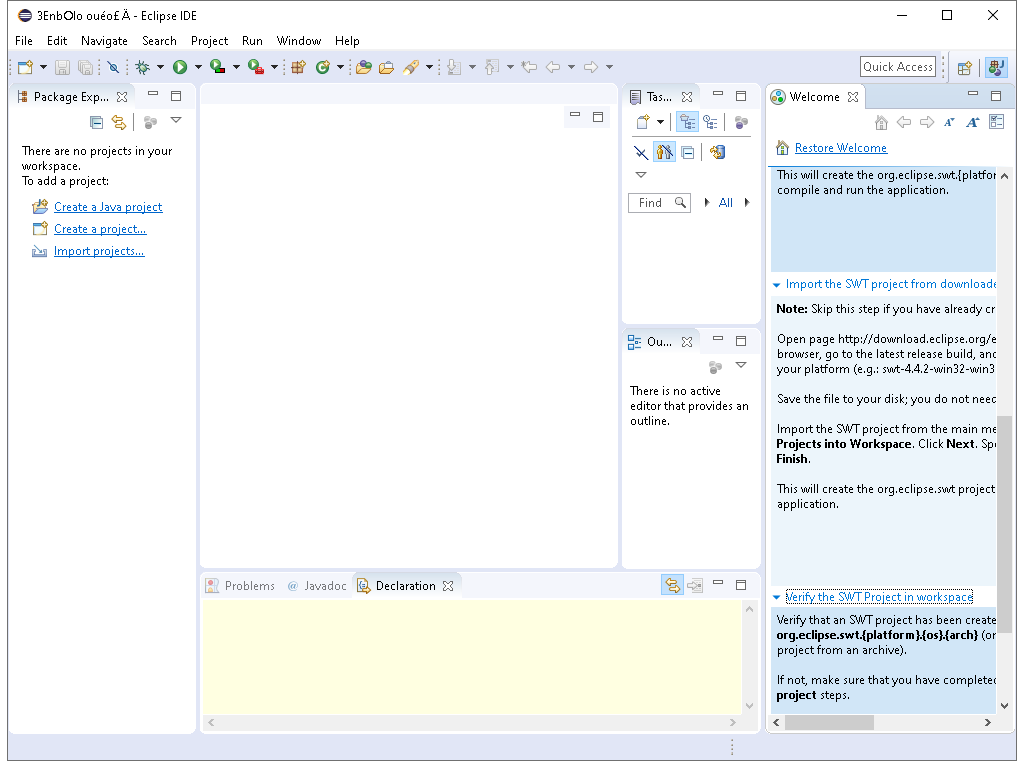 3EnbOlo ouéo£Ä - Eclipse IDE
File Edit Navigate Search Project Run Window Help
Quick Access
Package Exp...
There are no projects in your
workspace.
To add a project:
Create a Java project
Create a project...
Import projects...
Tas...
Find
All
Ou...
There is no active
editor that provides an
outline.
Problems @ Javadoc Declaration
Welcome
Restore Welcome
This will create the org.eclipse.swt.{platfor
compile and run the application.
Import the SWT project from downloade
Note: Skip this step if you have already cr
Open page http://download.eclipse.org/e
browser, go to the latest release build, and
your platform (e.g.: swt-4.4.2-win32-win3
Save the file to your disk; you do not need
Import the SWT project from the main me
Projects into Workspace. Click Next. Spe
Finish.
This will create the org.eclipse.swt project
application.
Verify the SWT Project in workspace
Verify that an SWT project has been create
org.eclipse.swt.{platform}.{os}.{arch} (or
project from an archive).
If not, make sure that you have completed
project steps.